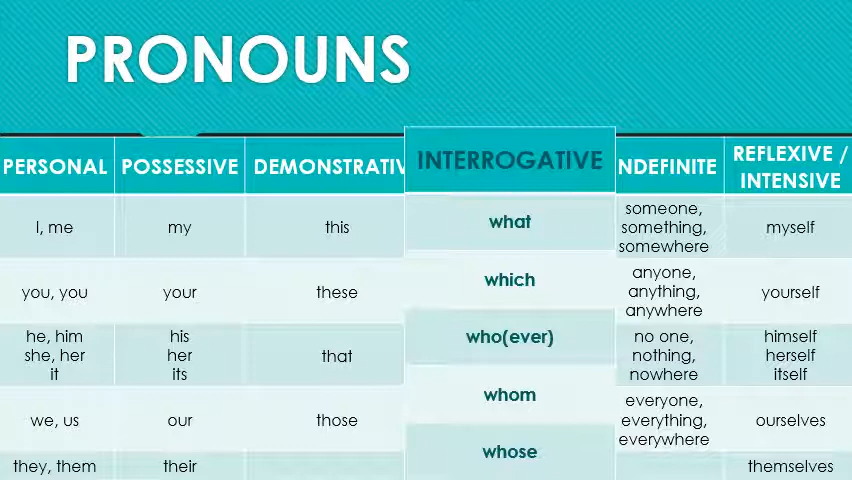 PRONOUNS
PERSONAL POSSESSIVE DEMONSTRATIV INTERROGATIVE NDEFINITE REFLEXIVE /
INTENSIVE
I, me my this what someone,
something,
somewhere myself
you, you your these which anyone,
anything,
anywhere yourself
he, him
she, her
it his
her
its that who(ever) no one,
nothing,
nowhere himself
herself
itself
we, us our those whom everyone,
everything,
everywhere ourselves
they, them their whose themselves